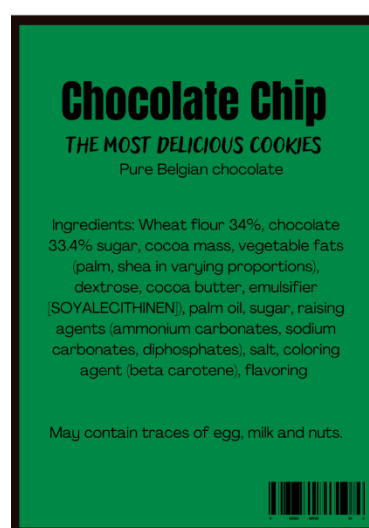 Chocolate Chip
THE MOST DELICIOUS COOKIES
Pure Belgian chocolate
Ingredients: Wheat flour 34%, chocolate
33.4% sugar, cocoa mass, vegetable fats
(palm, shea in varying proportions),
dextrose, cocoa butter, emulsifier
[SOYALECITHINEN]), palm oil, sugar, raising
agents (ammonium carbonates, sodium
carbonates, diphosphates), salt, coloring
agent (beta carotene), flavoring
May contain traces of egg, milk and nuts.